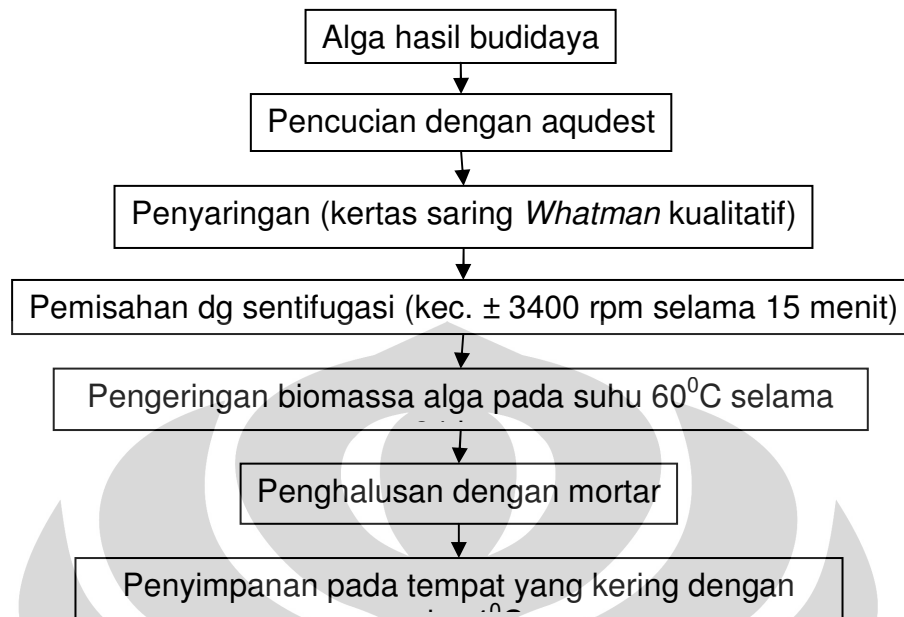 Alga hasil budidaya
Pencucian dengan aqudest
Penyaringan (kertas saring Whatman kualitatif)
Pemisahan dg sentifugasi (kec. ± 3400 rpm selama 15 menit)
Pengeringan biomassa alga pada suhu 60⁰C selama
Penghalusan dengan mortar
Penyimpanan pada tempat yang kering dengan